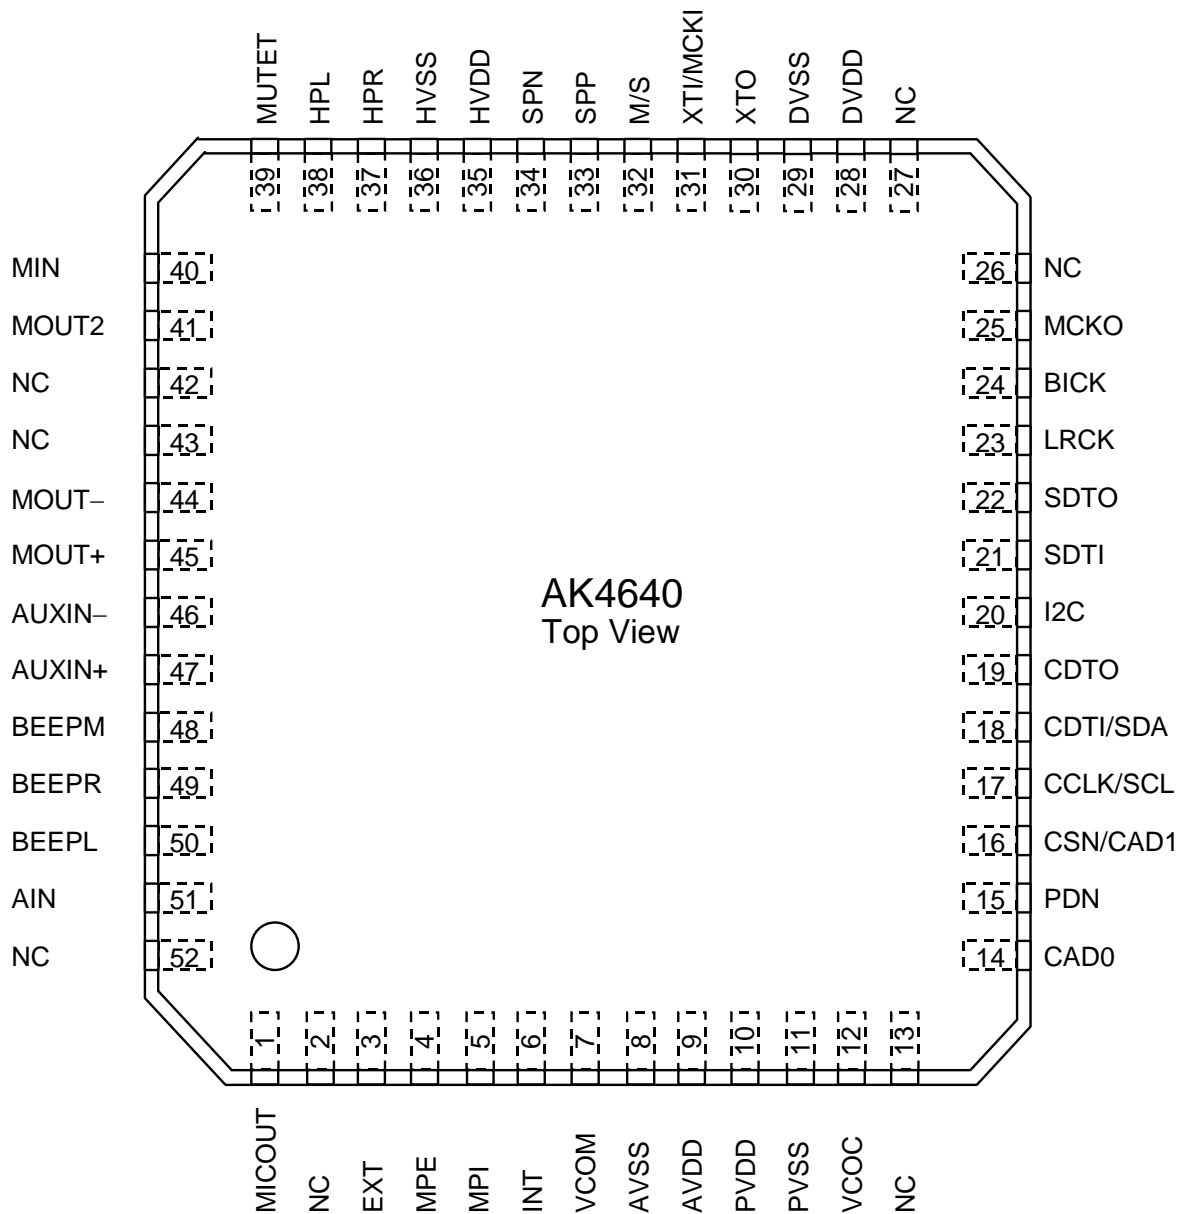 MUTET
HPL
HPR
HVSS
HVDD
SPN
SPP
M/S
XTI/MCKI
XTO
DVSS
DVDD
NC
39
38
37
36
35
34
33
32
31
30
29
28
27
MIN 40
26 NC
MOUT2 41
25 MCKO
NC 42
24 BICK
NC 43
23 LRCK
MOUT− 44
22 SDTO
MOUT+ 45
21 SDTI
AK4640
Top View
AUXIN− 46
20 I2C
AUXIN+ 47
19 CDTO
BEEPM 48
18 CDTI/SDA
BEEPR 49
17 CCLK/SCL
BEEPL 50
16 CSN/CAD1
AIN 51
15 PDN
NC 52
14 CAD0
1
2
3
4
5
6
7
8
9
10
11
12
13
MICOUT
NC
EXT
MPE
MPI
INT
VCOM
AVSS
AVDD
PVDD
PVSS
VCOC
NC